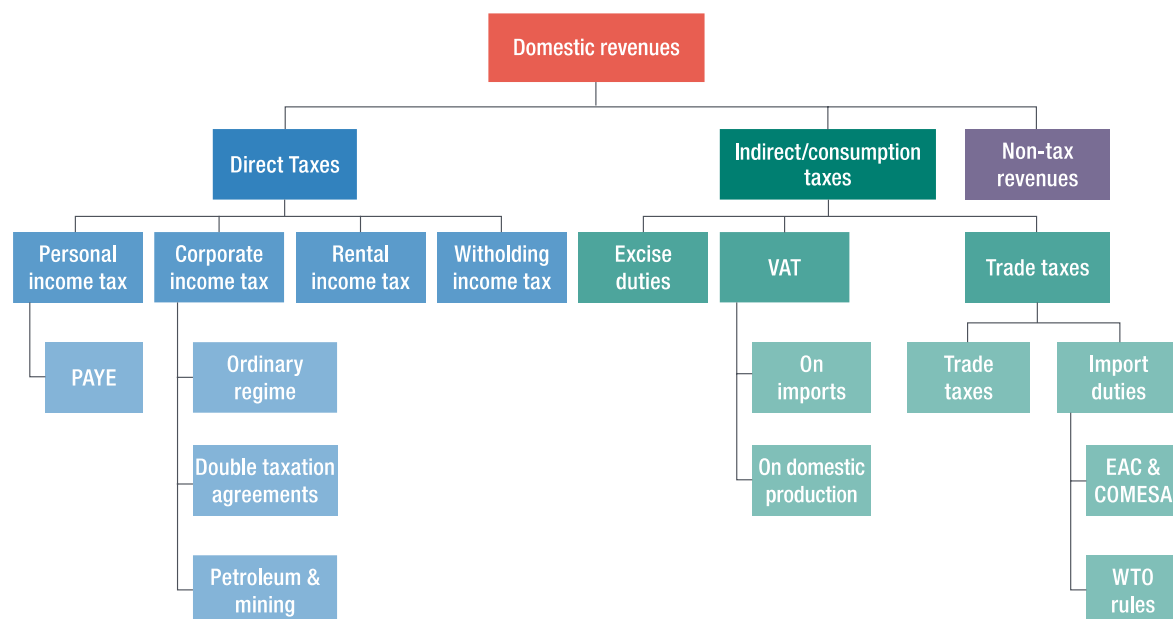 Domestic revenues
Direct Taxes
Indirect/consumption
taxes
Non-tax
revenues
Personal
income tax
Corporate
income tax
Rental
income tax
Witholding
income tax
Excise
duties
VAT
Trade taxes
PAYE
Ordinary
regime
On
imports
Trade
taxes
Import
duties
Double taxation
agreements
On domestic
production
EAC &
COMESA
Petroleum &
mining
WTO
rules